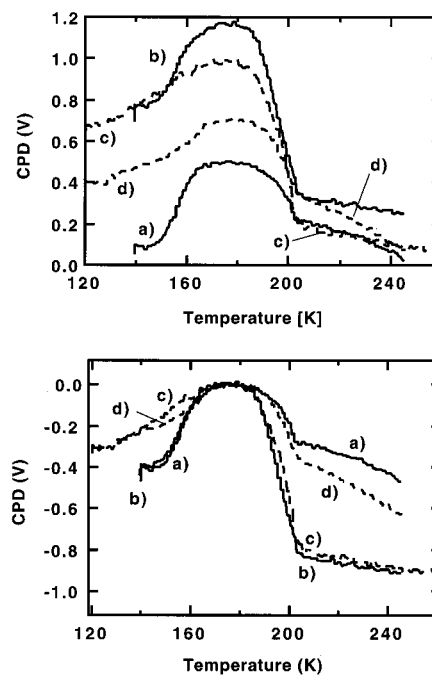 1.2
1.0
0.8
0.6
0.4
0.2
0.0
CPD (V)
b)
c)
d)
a)
d)
c)
120 160 200 240
Temperature [K]
0.0
-0.2
-0.4
-0.6
-0.8
-1.0
CPD (V)
c)
d)
a)
b)
a)
d)
c)
b)
120 160 200 240
Temperature (K)